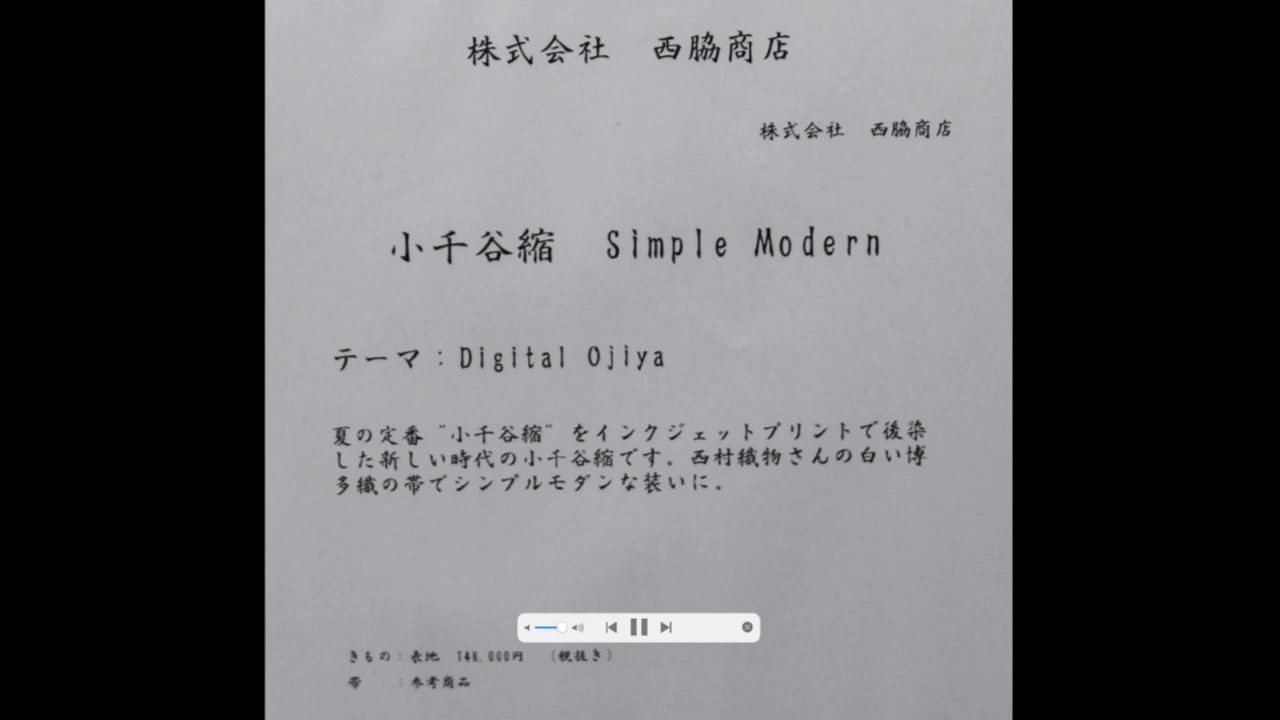 株式会社　西脇商店
株式会社　西脇商店
小千谷縮　Simple Modern
テーマ：Digital Ojiya
夏の定番 "小千谷縮" をインクジェットプリントで後染
した新しい時代の小千谷縮です．西村織物さんの白い博
多織の帯でシンプルモダンな装いに．
きもの：表地　148,000円　（税抜き）
帯　　：参考商品